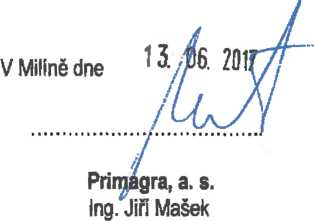 V Milíně dne 13. 06. 2017
Primagra, a. s.
Ing. Jiří Mašek